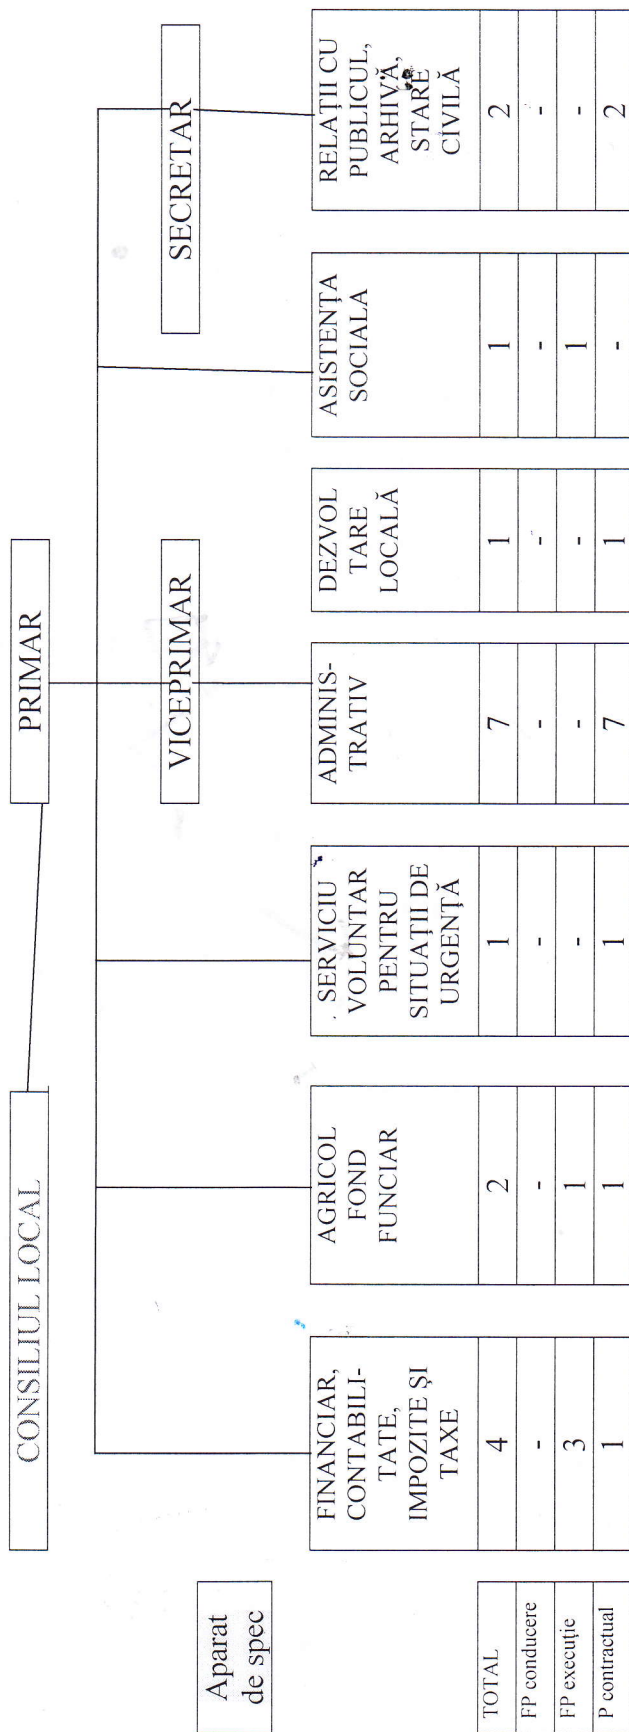 CONSILIUL LOCAL
PRIMAR
VICEPRIMAR
SECRETAR
Aparat
de spec
FINANCIAR,
CONTABILI-
TATE,
IMPOZITE ȘI
TAXE
AGRICOL
FOND
FUNCIAR
SERVICIU
VOLUNTAR
PENTRU
SITUAȚII DE
URGENȚĂ
ADMINIS-
TRATIV
DEZVOL
TARE
LOCALĂ
ASISTENȚA
SOCIALA
RELAȚII CU
PUBLICUL,
ARHIVĂ,
STARE
CIVILĂ
TOTAL 4 2 1 7 1 1 2
FP conducere - - - - - - -
FP execuție 3 1 - - - 1 -
P contractual 1 1 1 7 1 - 2